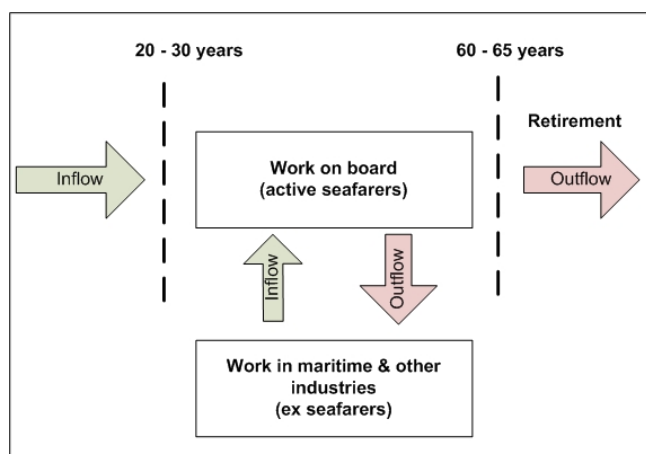 20 - 30 years
60 - 65 years
Retirement
Inflow
Work on board
(active seafarers)
Outflow
Inflow
Outflow
Work in maritime & other
industries
(ex seafarers)